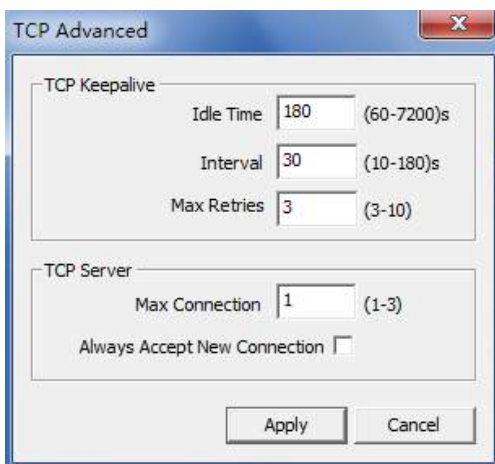 TCP Advanced
TCP Keepalive
Idle Time 180 (60-7200)s
Interval 30 (10-180)s
Max Retries 3 (3-10)
TCP Server
Max Connection 1 (1-3)
Always Accept New Connection
Apply Cancel